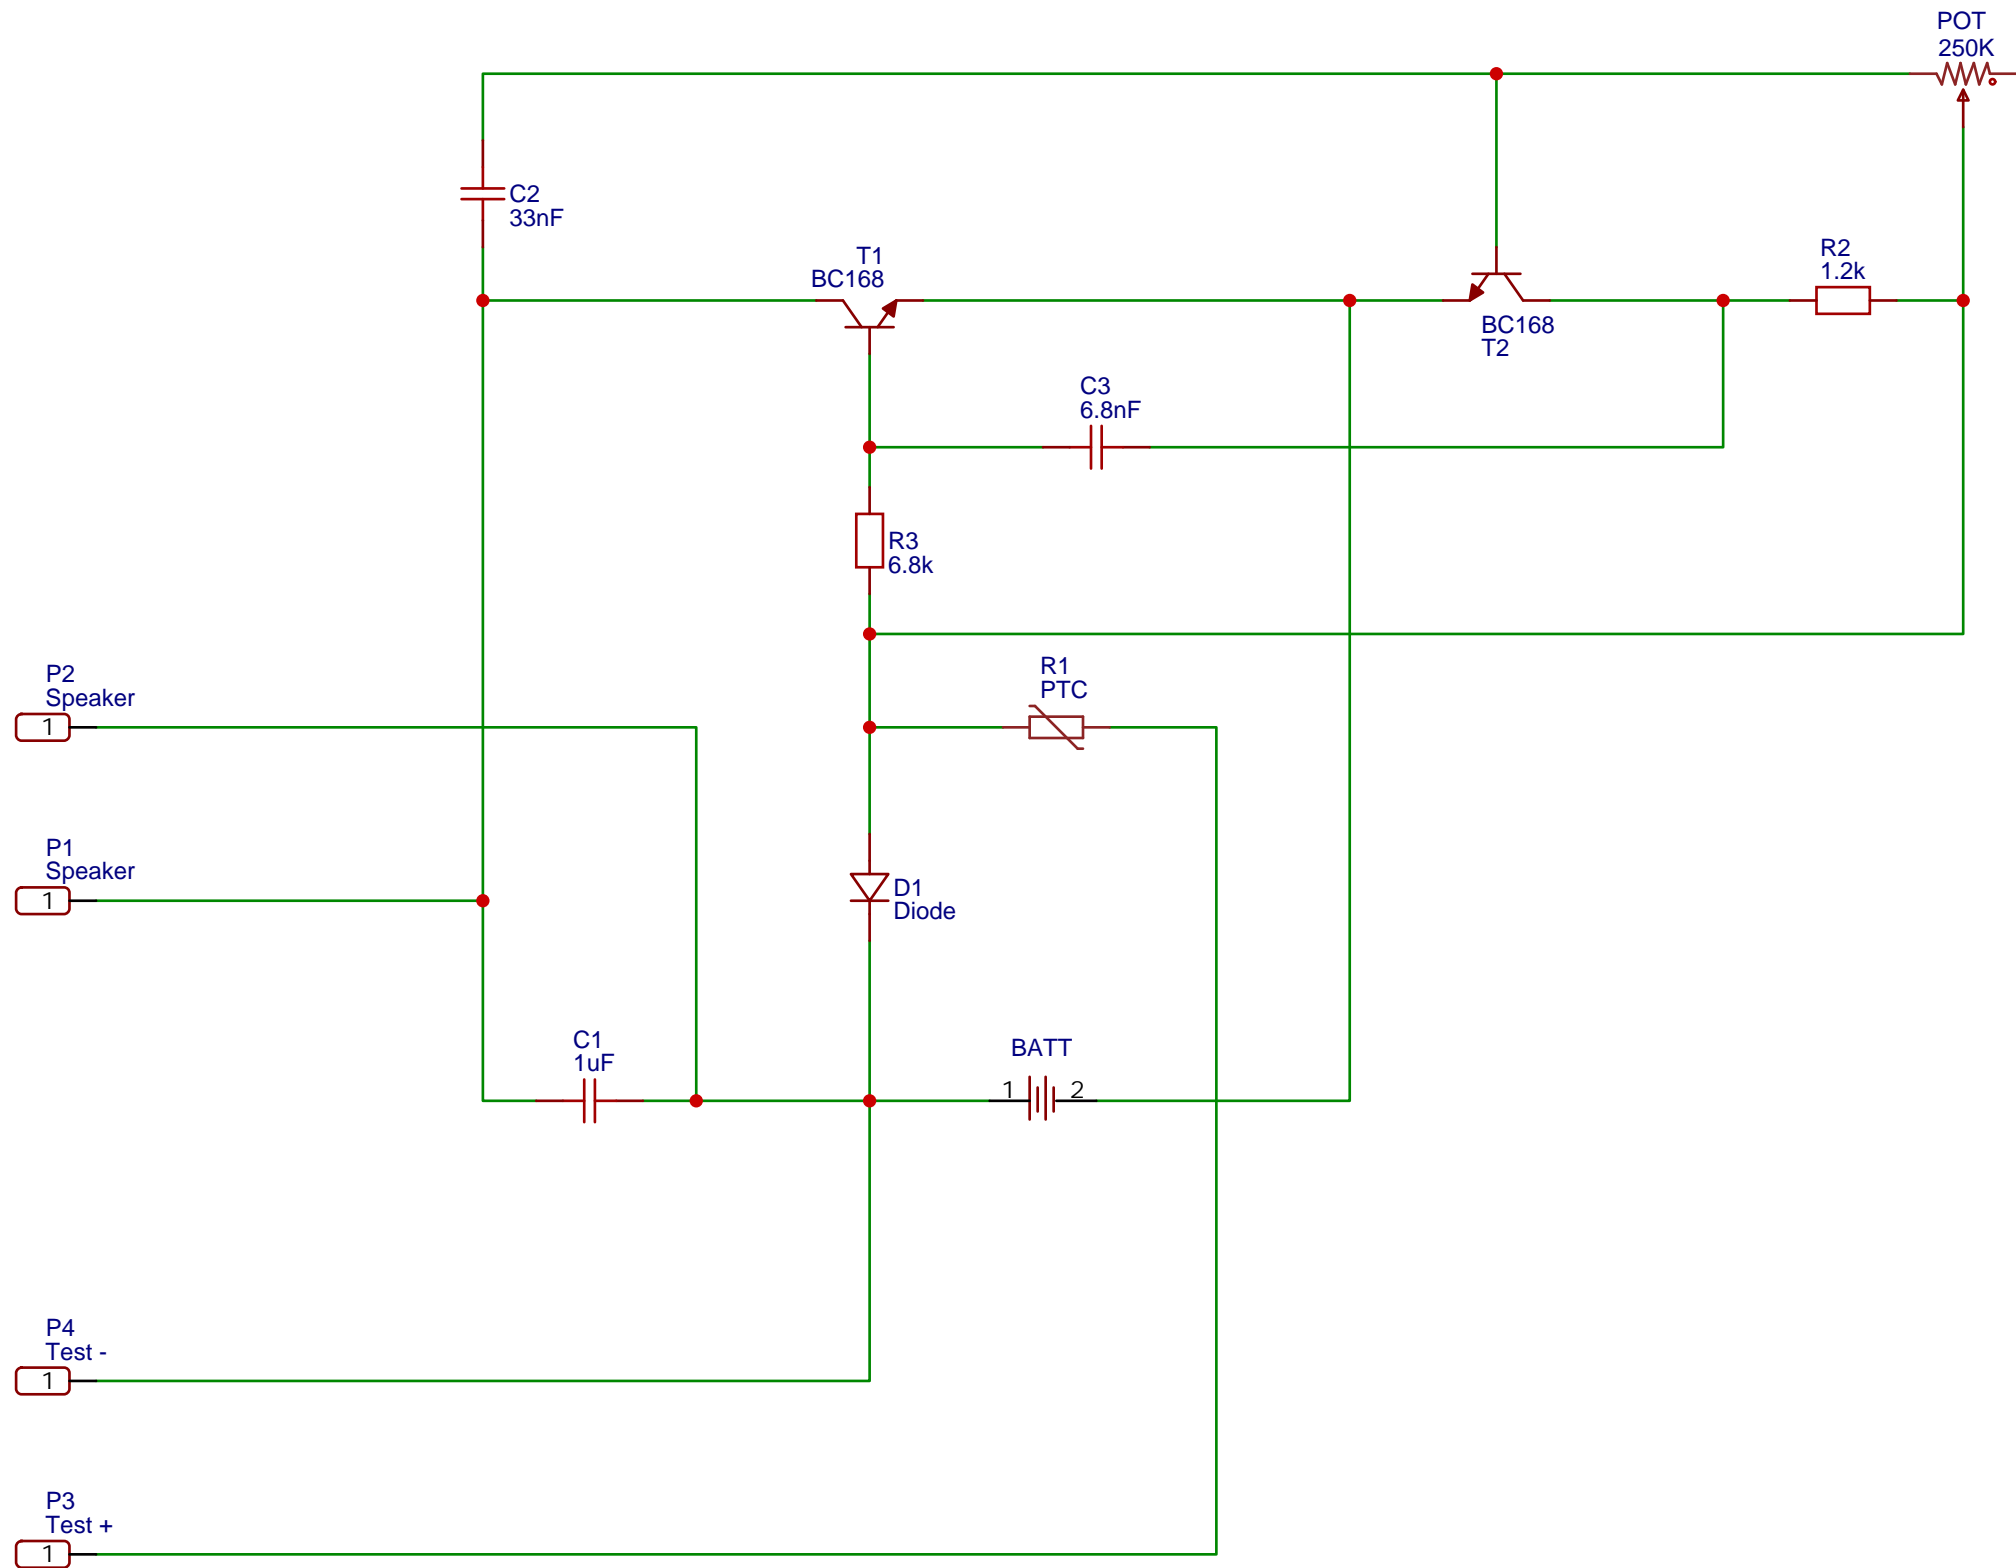 POT
250K
C2
33nF
T1
BC168
R2
1.2k
BC168
T2
C3
6.8nF
R3
6.8k
R1
PTC
P2
Speaker
1
P1
Speaker
1
D1
Diode
C1
1uF
BATT
1 2
P4
Test -
1
P3
Test +
1